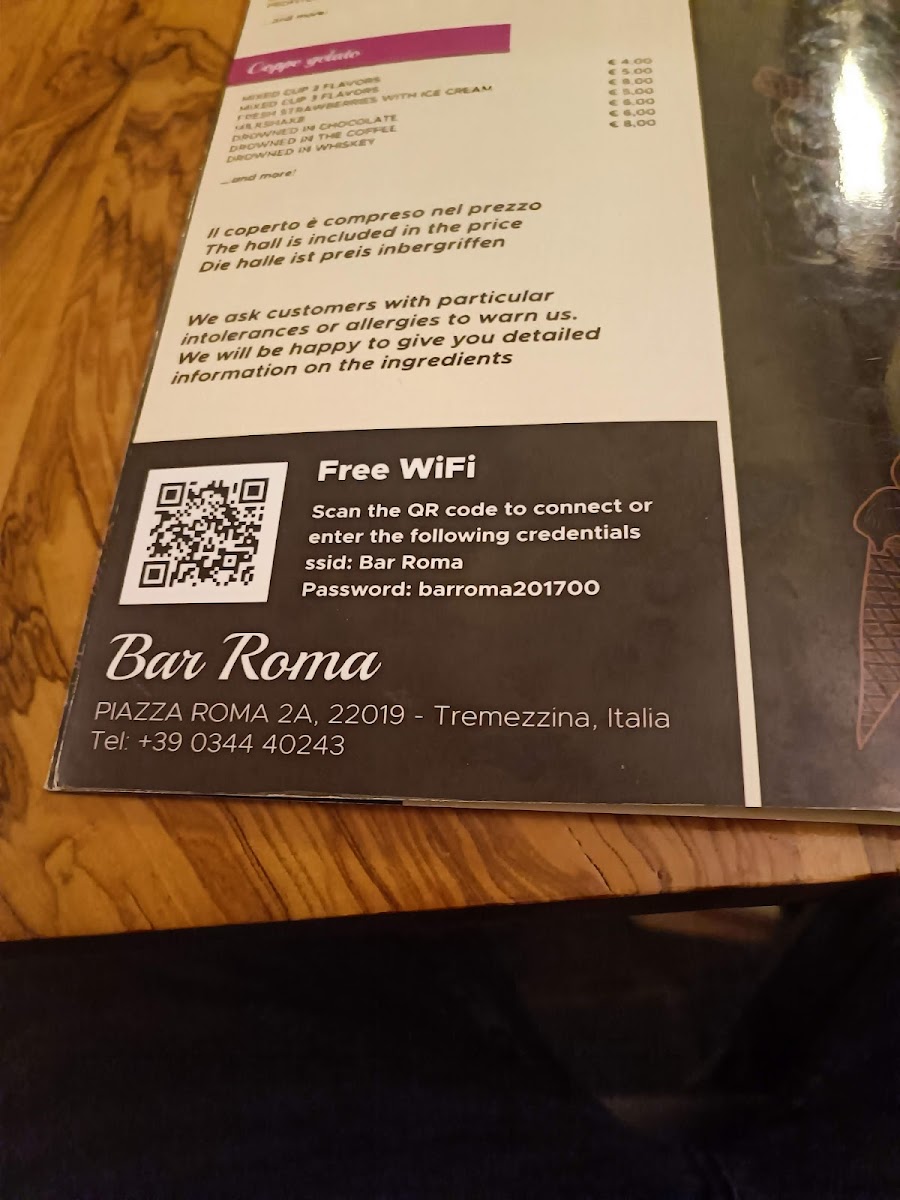 ...and more!
Coppe gelato
MIXED CUP 2 FLAVORS € 4.00
MIXED CUP 3 FLAVORS € 5.00
FRESH STRAWBERRIES WITH ICE CREAM € 8.00
MILKSHAKE € 5.00
DROWNED IN CHOCOLATE € 6.00
DROWNED IN THE COFFEE € 6,00
DROWNED IN WHISKEY € 8,00
...and more!
Il coperto è compreso nel prezzo
The hall is included in the price
Die halle ist preis inbergriffen
We ask customers with particular
intolerances or allergies to warn us.
We will be happy to give you detailed
information on the ingredients
Free WiFi
Scan the QR code to connect or
enter the following credentials
ssid: Bar Roma
Password: barroma201700
Bar Roma
PIAZZA ROMA 2A, 22019 - Tremezzina, Italia
Tel: +39 0344 40243